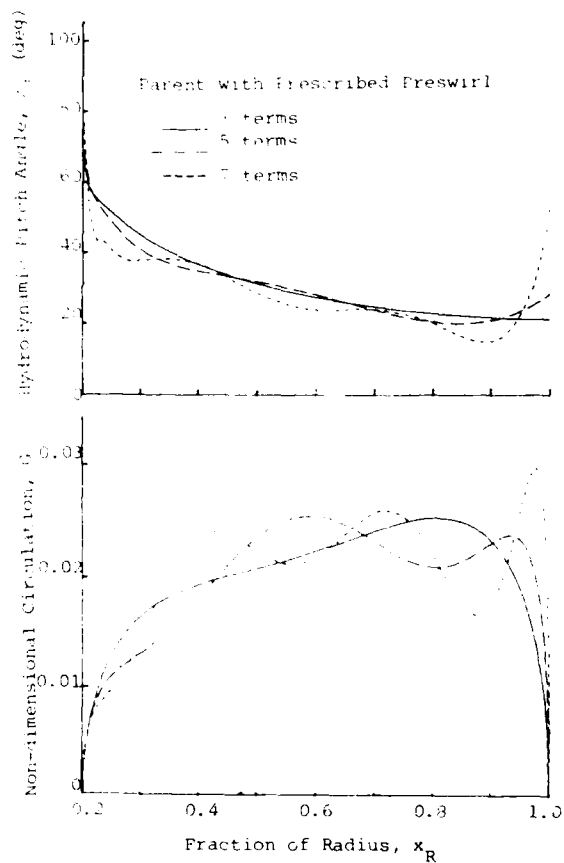 Hydrodynamic Pitch Angle, (deg)
100
60
40
20
0
Parent with Prescribed Preswirl
terms
5 terms
7 terms
Non-dimensional Circulation, G
0.03
0.02
0.01
0
0.2
0.4
0.6
0.8
1.0
Fraction of Radius, x_R